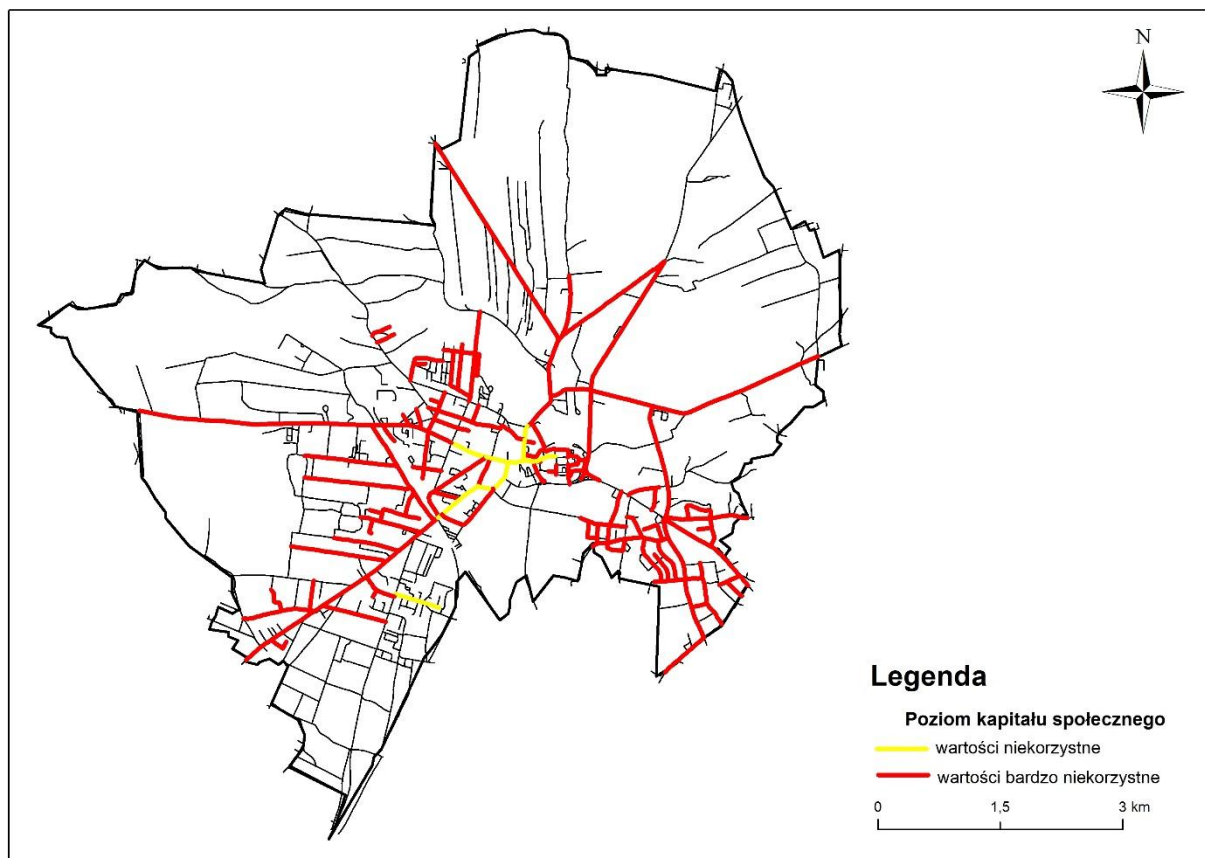 N
Legenda
Poziom kapitału społecznego
wartości niekorzystne
wartości bardzo niekorzystne
0 1,5 3 km